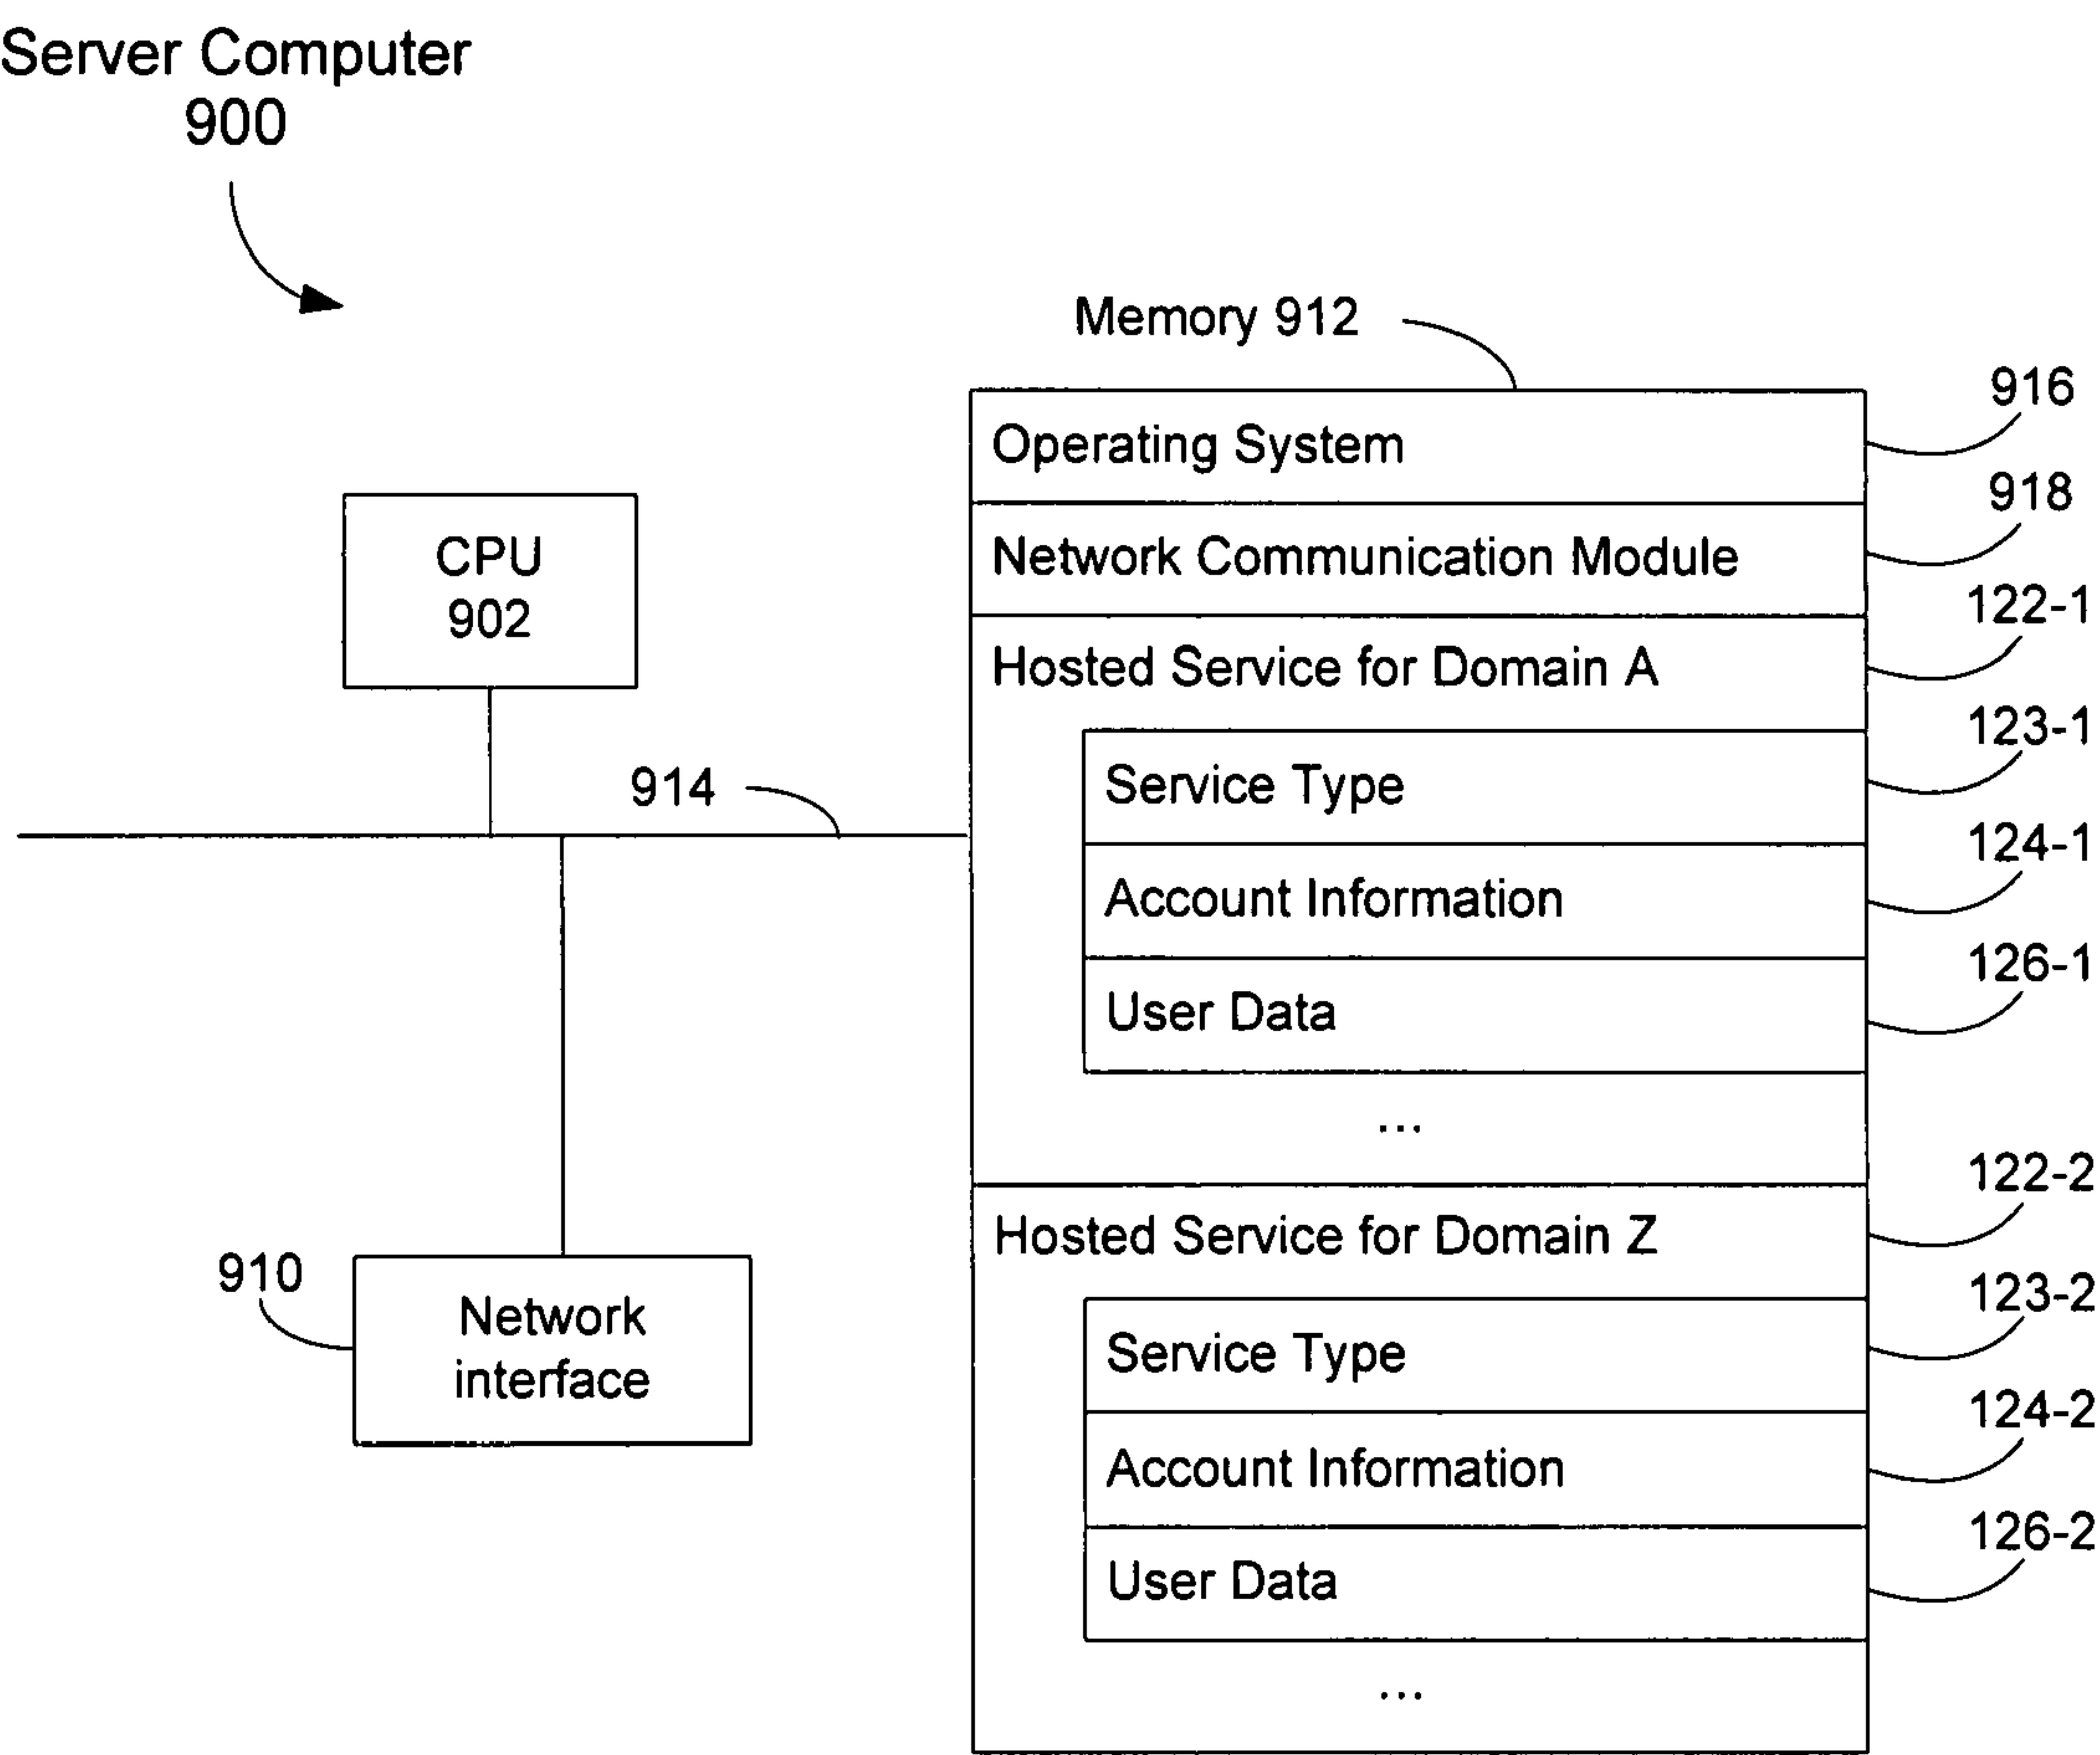 Server Computer
900
Memory 912
916
Operating System
918
CPU
902
Network Communication Module
122-1
Hosted Service for Domain A
123-1
914
Service Type
124-1
Account Information
126-1
User Data
...
122-2
Hosted Service for Domain Z
910
Network
interface
123-2
Service Type
124-2
Account Information
126-2
User Data
...